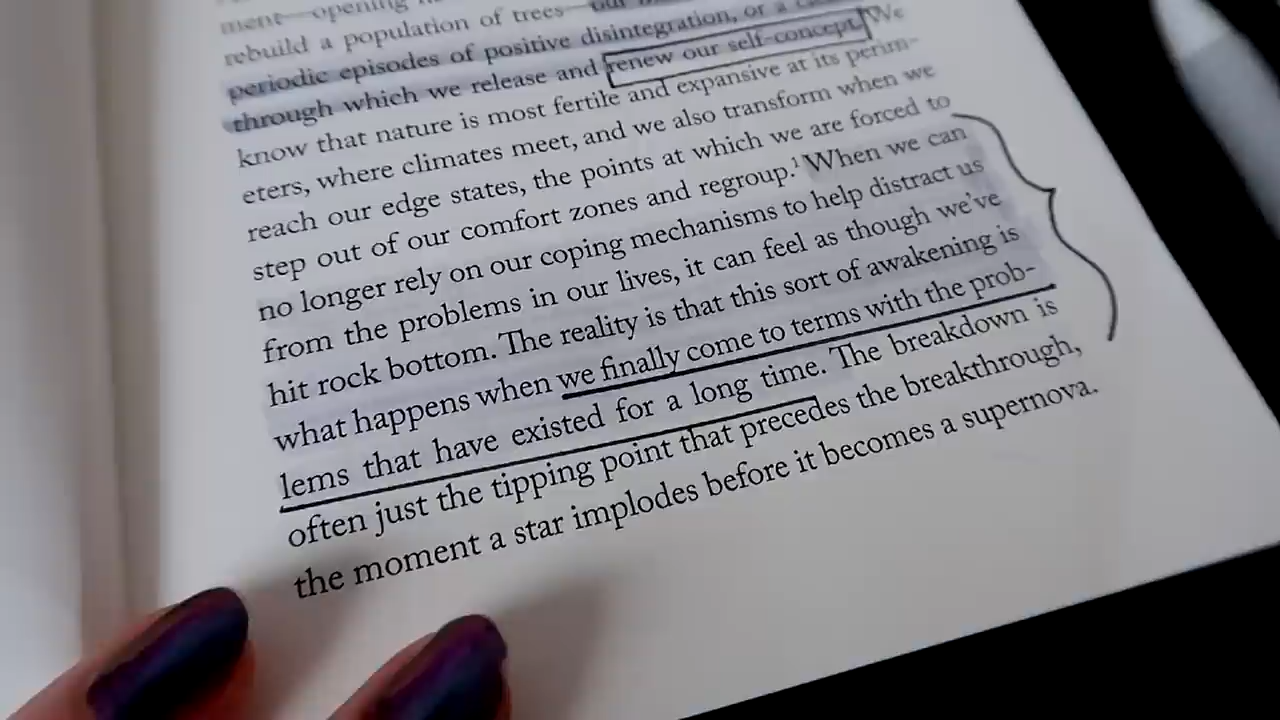 ment—opening
rebuild a population of trees—our
periodic episodes of positive disintegration, or a
through which we release and renew our self-concept. We
know that nature is most fertile and expansive at its perim-
eters, where climates meet, and we also transform when we
reach our edge states, the points at which we are forced to
step out of our comfort zones and regroup.¹ When we can
no longer rely on our coping mechanisms to help distract us
from the problems in our lives, it can feel as though we've
hit rock bottom. The reality is that this sort of awakening is
what happens when we finally come to terms with the prob-
lems that have existed for a long time. The breakdown is
often just the tipping point that precedes the breakthrough,
the moment a star implodes before it becomes a supernova.